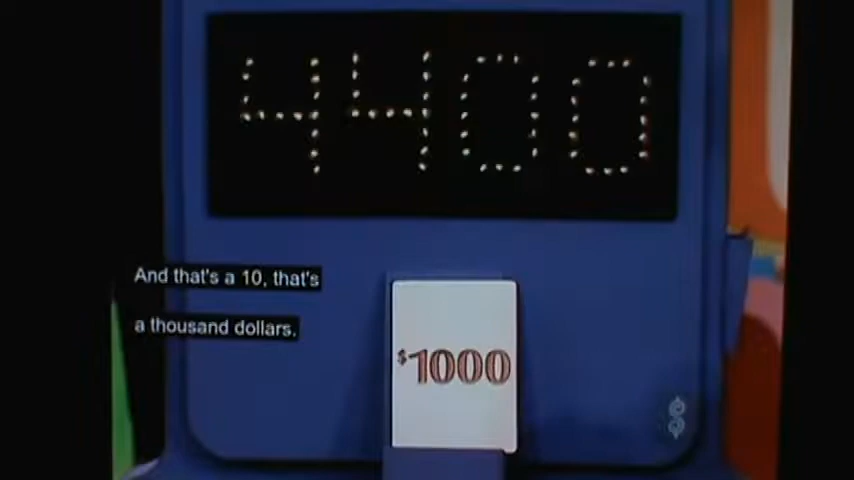 4400
And that's a 10, that's
a thousand dollars.
$1000